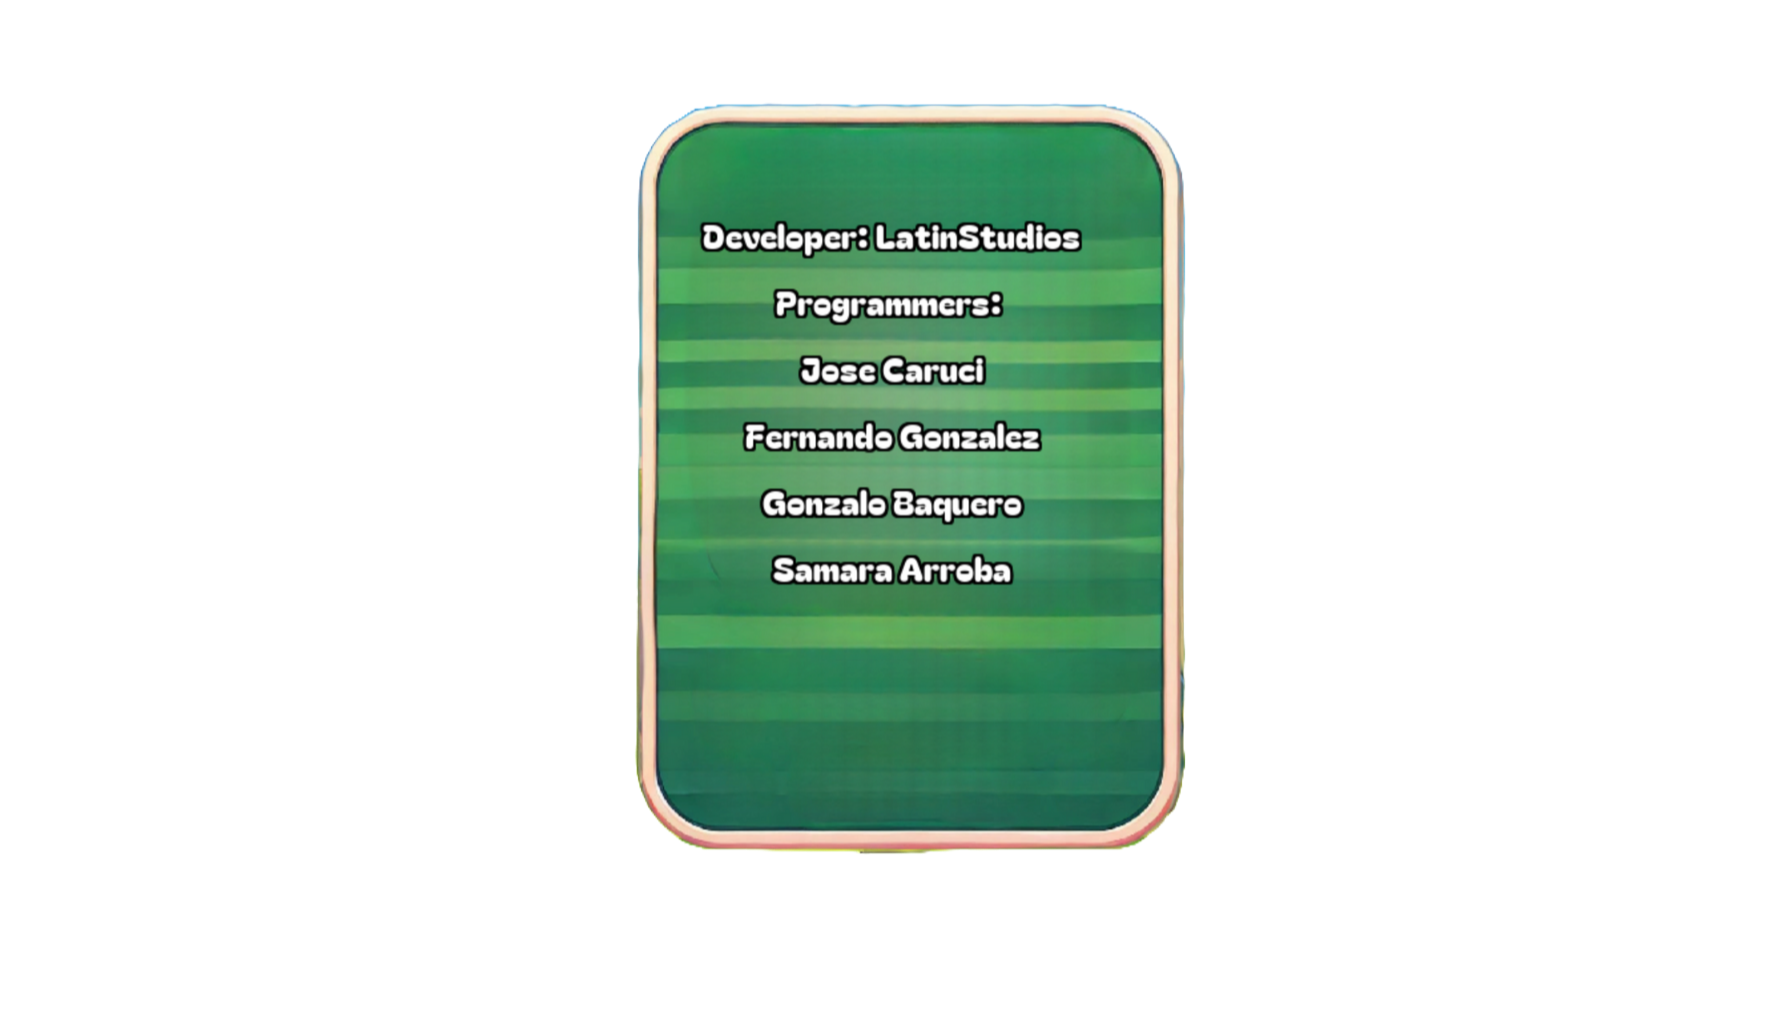 Developer: LatinStudios
Programmers:
Jose Caruci
Fernando Gonzalez
Gonzalo Baquero
Samara Arroba